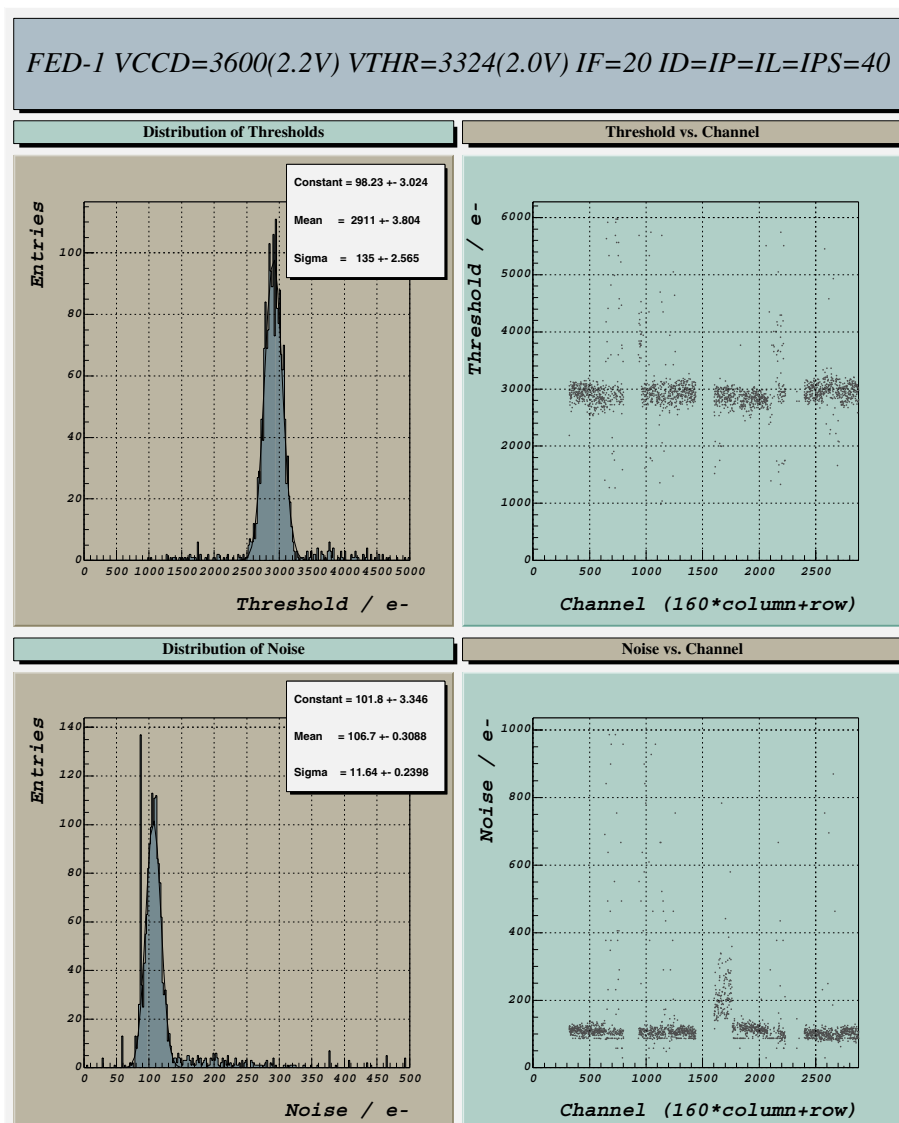 FED-1 VCCD=3600(2.2V) VTHR=3324(2.0V) IF=20 ID=IP=IL=IPS=40
Distribution of Thresholds
Constant = 98.23 +- 3.024
Mean = 2911 +- 3.804
Sigma = 135 +- 2.565
Entries
100
80
60
40
20
0
0 500 1000 1500 2000 2500 3000 3500 4000 4500 5000
Threshold / e-
Threshold vs. Channel
Threshold / e-
6000
5000
4000
3000
2000
1000
0
0 500 1000 1500 2000 2500
Channel (160*column+row)
Distribution of Noise
Constant = 101.8 +- 3.346
Mean = 106.7 +- 0.3088
Sigma = 11.64 +- 0.2398
Entries
140
120
100
80
60
40
20
0
0 50 100 150 200 250 300 350 400 450 500
Noise / e-
Noise vs. Channel
Noise / e-
1000
800
600
400
200
0
0 500 1000 1500 2000 2500
Channel (160*column+row)